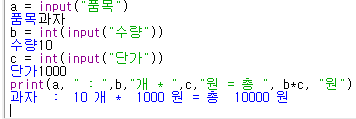 a = input("품목")
품목과자
b = int(input("수량"))
수량10
c = int(input("단가"))
단가1000
print(a, " : ",b,"개 * ",c,"원 = 총 ", b*c, "원")
과자  :  10 개 *  1000 원 = 총  10000 원